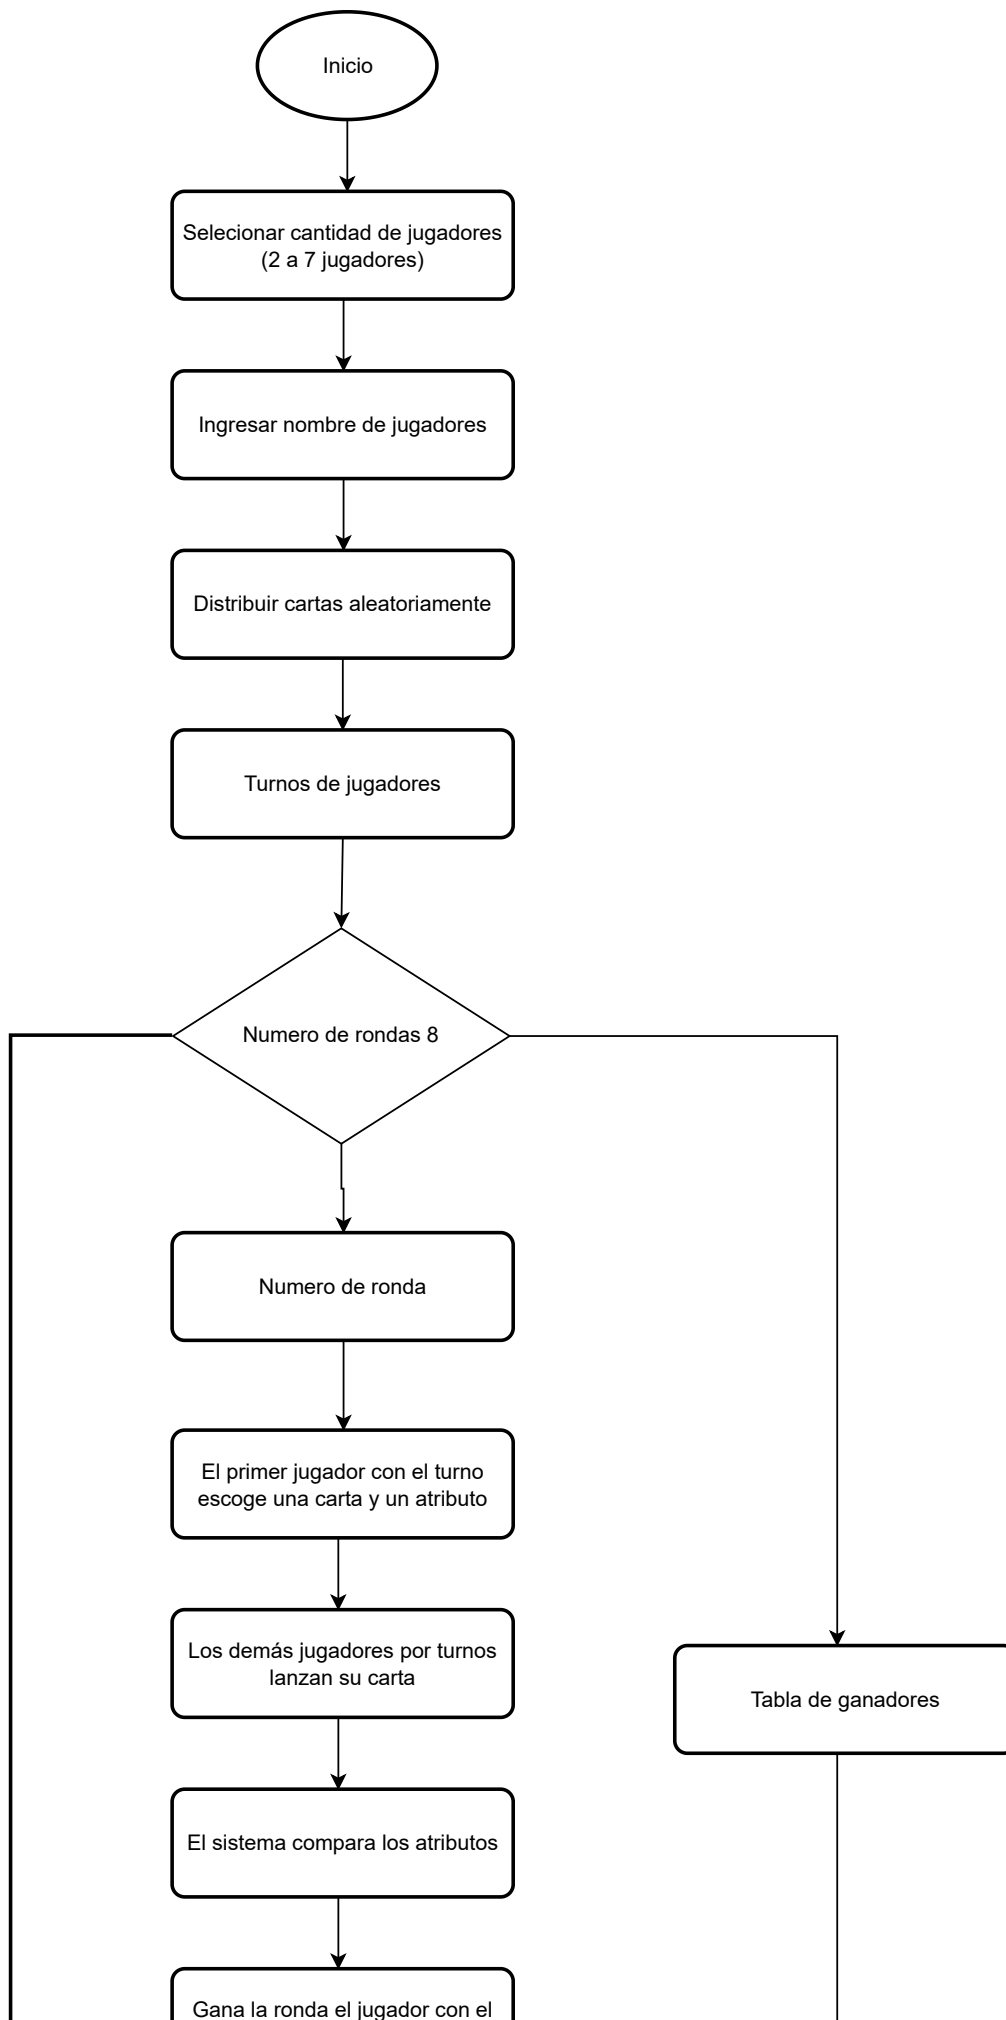 Inicio
Selecionar cantidad de jugadores
(2 a 7 jugadores)
Ingresar nombre de jugadores
Distribuir cartas aleatoriamente
Turnos de jugadores
Numero de rondas 8
Numero de ronda
El primer jugador con el turno
escoge una carta y un atributo
Los demás jugadores por turnos
lanzan su carta
Tabla de ganadores
El sistema compara los atributos
Gana la ronda el jugador con el